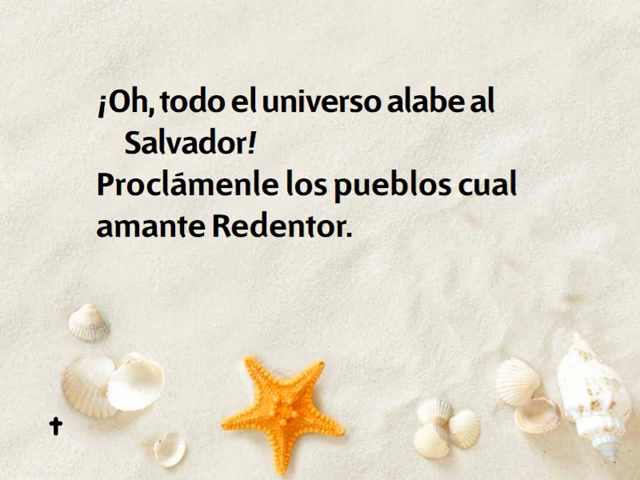 ¡Oh, todo el universo alabe al
Salvador!
Proclámenle los pueblos cual
amante Redentor.